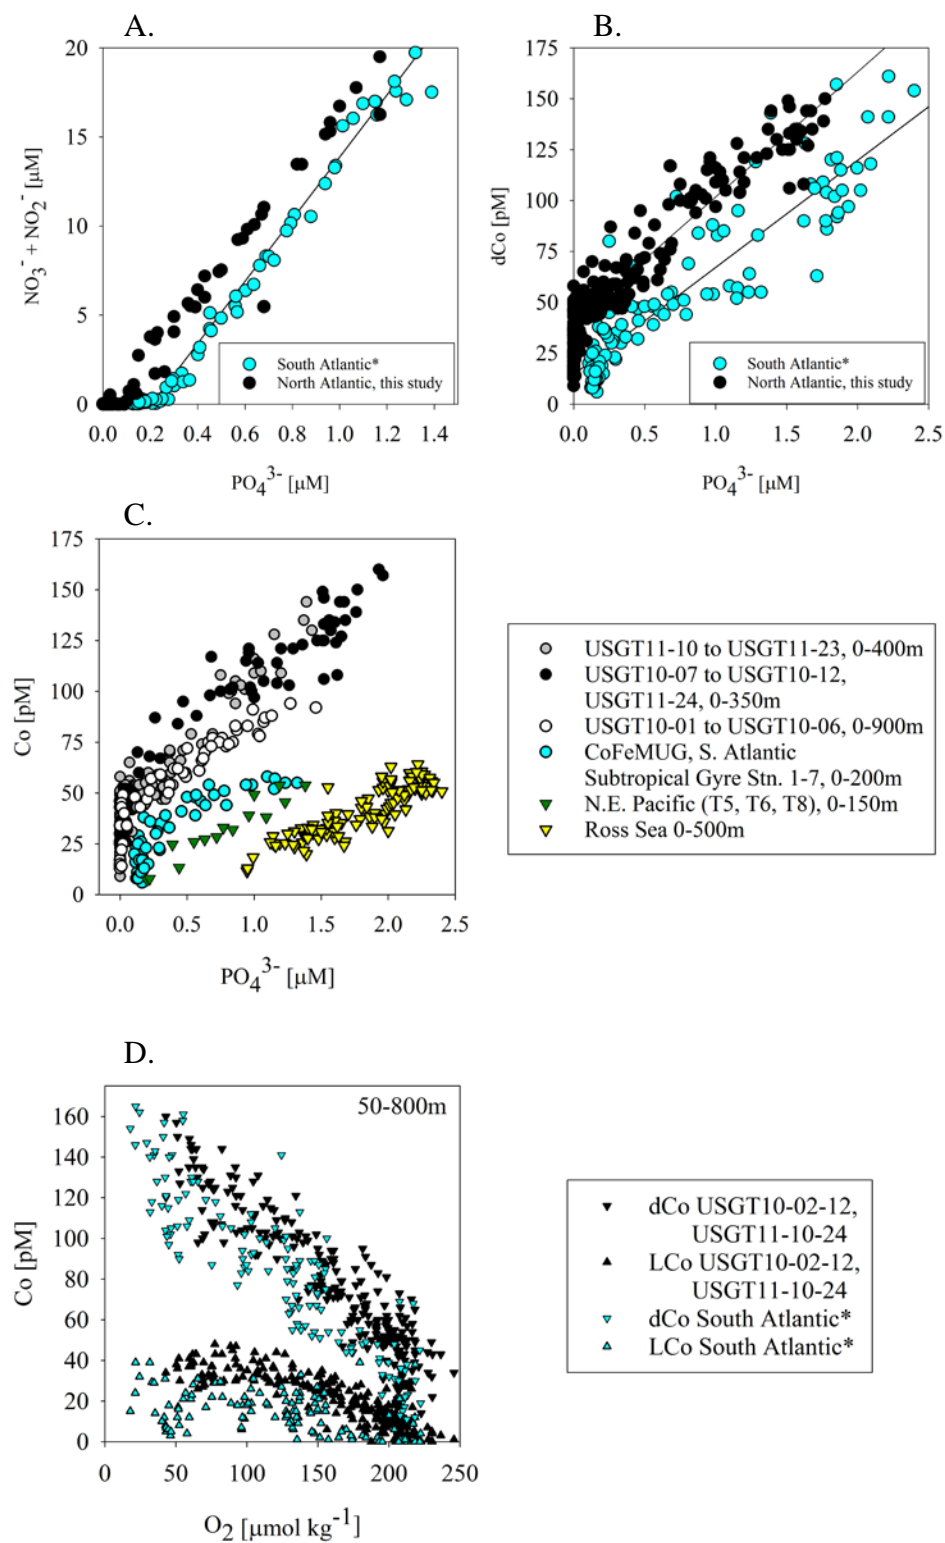 A.
20
15
10
5
0
NO3- + NO2- [µM]
South Atlantic*
North Atlantic, this study
0.0 0.2 0.4 0.6 0.8 1.0 1.2 1.4
PO4 3- [µM]
B.
175
150
125
100
75
50
25
0
dCo [pM]
South Atlantic*
North Atlantic, this study
0.0 0.5 1.0 1.5 2.0 2.5
PO4 3- [µM]
C.
175
150
125
100
75
50
25
0
Co [pM]
0.0 0.5 1.0 1.5 2.0 2.5
PO4 3- [µM]
USGT11-10 to USGT11-23, 0-400m
USGT10-07 to USGT10-12,
USGT11-24, 0-350m
USGT10-01 to USGT10-06, 0-900m
CoFeMUG, S. Atlantic
Subtropical Gyre Stn. 1-7, 0-200m
N.E. Pacific (T5, T6, T8), 0-150m
Ross Sea 0-500m
D.
50-800m
160
140
120
100
80
60
40
20
0
Co [pM]
0 50 100 150 200 250
O2 [µmol kg-1]
dCo USGT10-02-12,
USGT11-10-24
LCo USGT10-02-12,
USGT11-10-24
dCo South Atlantic*
LCo South Atlantic*